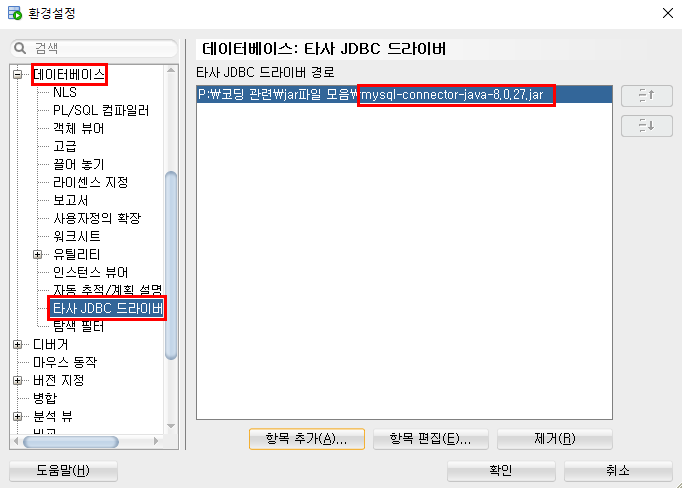 환경설정
검색
데이터베이스
NLS
PL/SQL 컴파일러
객체 뷰어
고급
끌어 놓기
라이센스 지정
보고서
사용자정의 확장
워크시트
유틸리티
인스턴스 뷰어
자동 추적/계획 설명
타사 JDBC 드라이버
탐색 필터
디버거
마우스 동작
버전 지정
병합
분석 뷰
비교
데이터베이스: 타사 JDBC 드라이버
타사 JDBC 드라이버 경로
P:\코딩 관련\jar파일 모음\mysql-connector-java-8.0.27.jar
항목 추가(A)...
항목 편집(E)...
제거(R)
도움말(H)
확인
취소